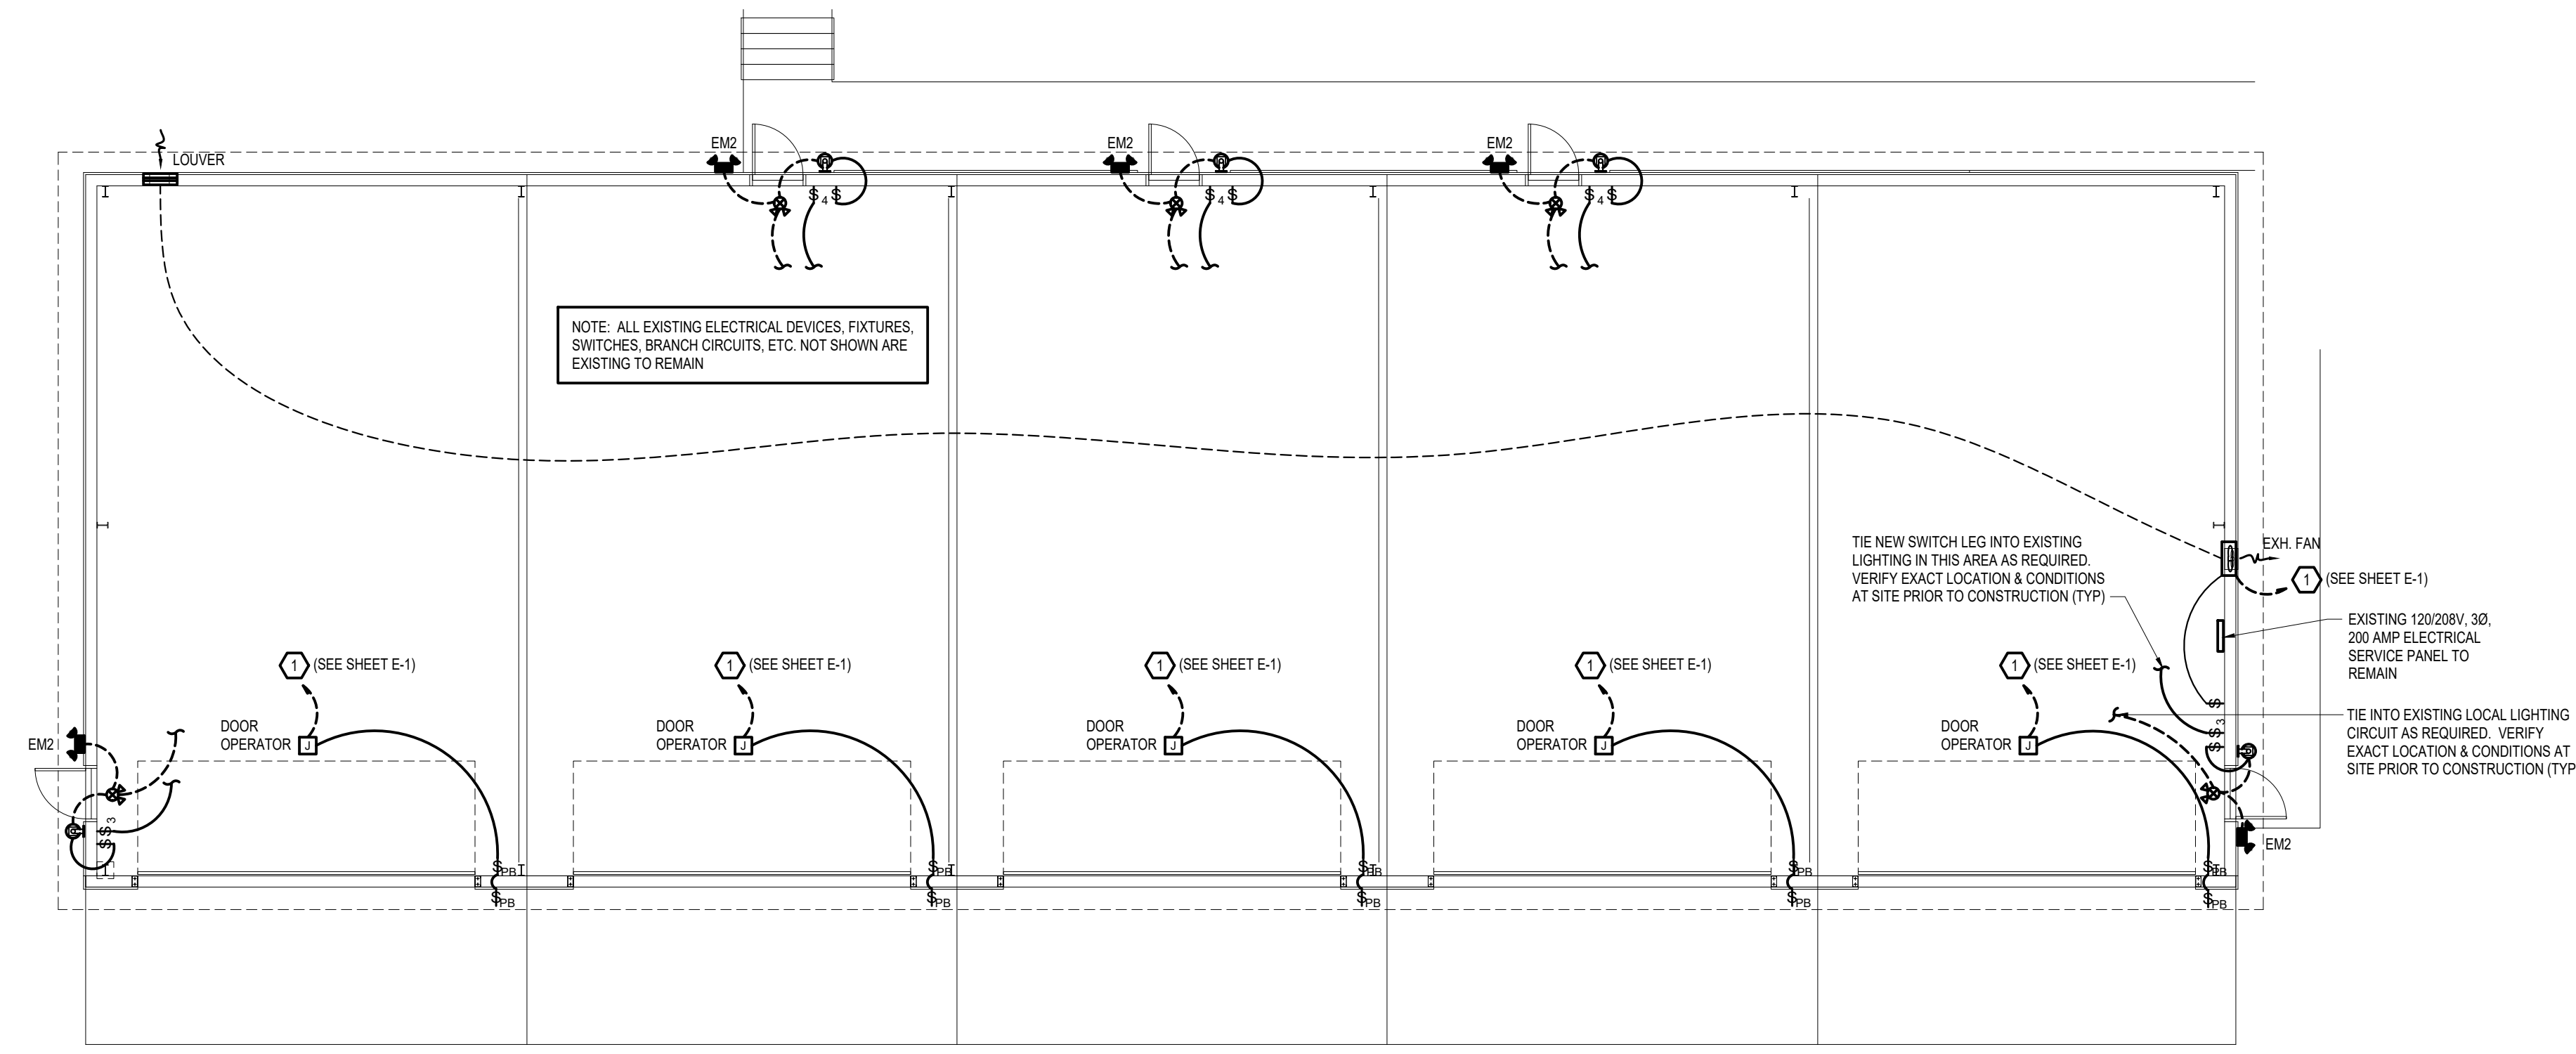 EM2
EM2
EM2
LOUVER
$ 4 $
$ 4 $
$ 4 $
NOTE: ALL EXISTING ELECTRICAL DEVICES, FIXTURES,
SWITCHES, BRANCH CIRCUITS, ETC. NOT SHOWN ARE
EXISTING TO REMAIN
TIE NEW SWITCH LEG INTO EXISTING
LIGHTING IN THIS AREA AS REQUIRED.
VERIFY EXACT LOCATION & CONDITIONS
AT SITE PRIOR TO CONSTRUCTION (TYP)
EXH. FAN
1 (SEE SHEET E-1)
EXISTING 120/208V, 3Ø,
200 AMP ELECTRICAL
SERVICE PANEL TO
REMAIN
1 (SEE SHEET E-1)
1 (SEE SHEET E-1)
1 (SEE SHEET E-1)
1 (SEE SHEET E-1)
1 (SEE SHEET E-1)
$
3
$$
TIE INTO EXISTING LOCAL LIGHTING
CIRCUIT AS REQUIRED. VERIFY
EXACT LOCATION & CONDITIONS AT
SITE PRIOR TO CONSTRUCTION (TYP
EM2
DOOR
OPERATOR J
DOOR
OPERATOR J
DOOR
OPERATOR J
DOOR
OPERATOR J
DOOR
OPERATOR J
$$ 3
EM2
$PB
$PB
$PB
$PB
$PB
$PB
$PB
$PB
$PB
$PB